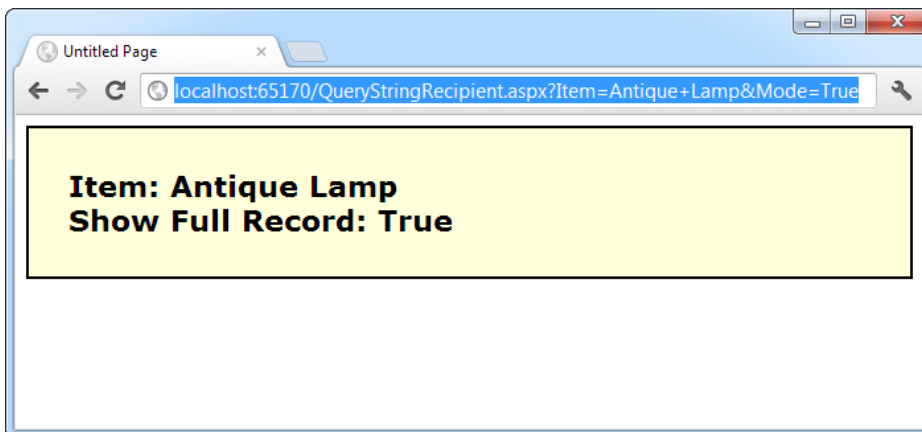 Untitled Page
localhost:65170/QueryStringRecipient.aspx?Item=Antique+Lamp&Mode=True
Item: Antique Lamp
Show Full Record: True